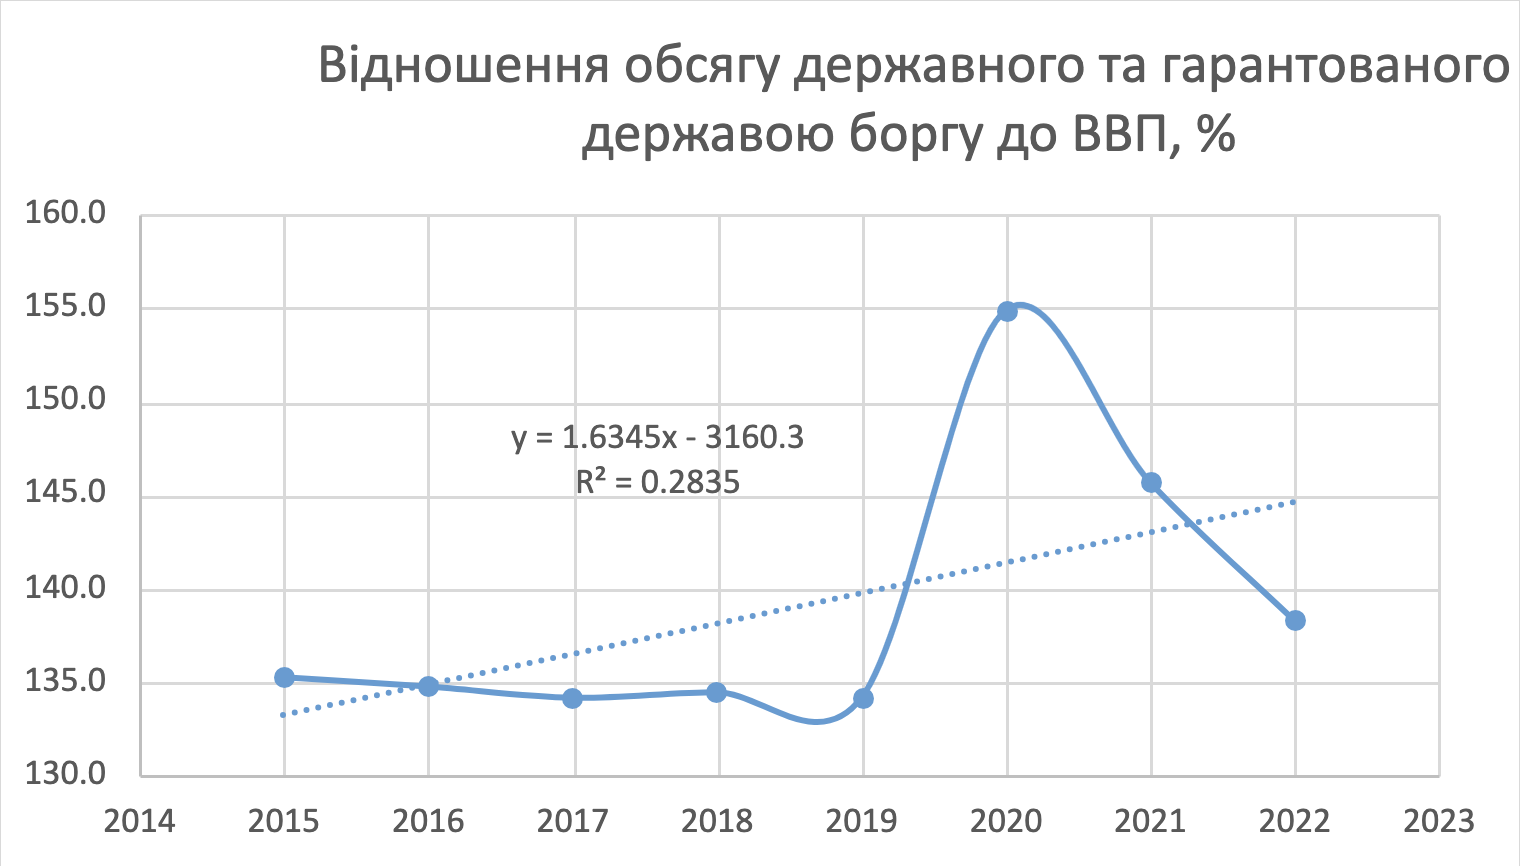 Відношення обсягу державного та гарантованого
державою боргу до ВВП, %
160.0
155.0
150.0
145.0
140.0
135.0
130.0
y = 1.6345x - 3160.3
R² = 0.2835
2014 2015 2016 2017 2018 2019 2020 2021 2022 2023